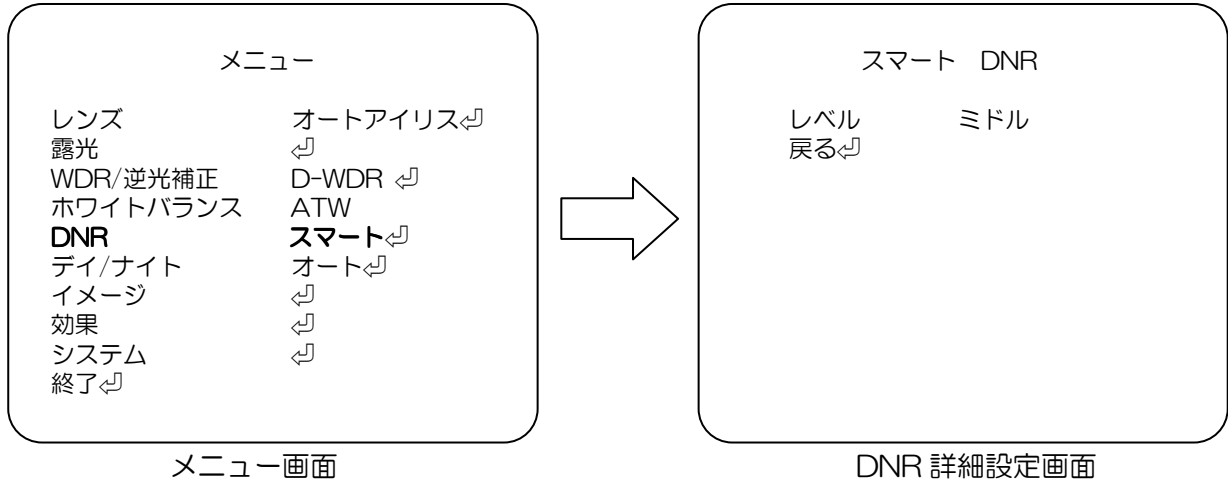 メニュー
レンズ オートアイリス⏎
露光 ⏎
WDR/逆光補正 D-WDR ⏎
ホワイトバランス ATW
DNR スマート⏎
デイ/ナイト オート⏎
イメージ ⏎
効果 ⏎
システム ⏎
終了⏎
メニュー画面
スマート DNR
レベル ミドル
戻る⏎
DNR 詳細設定画面